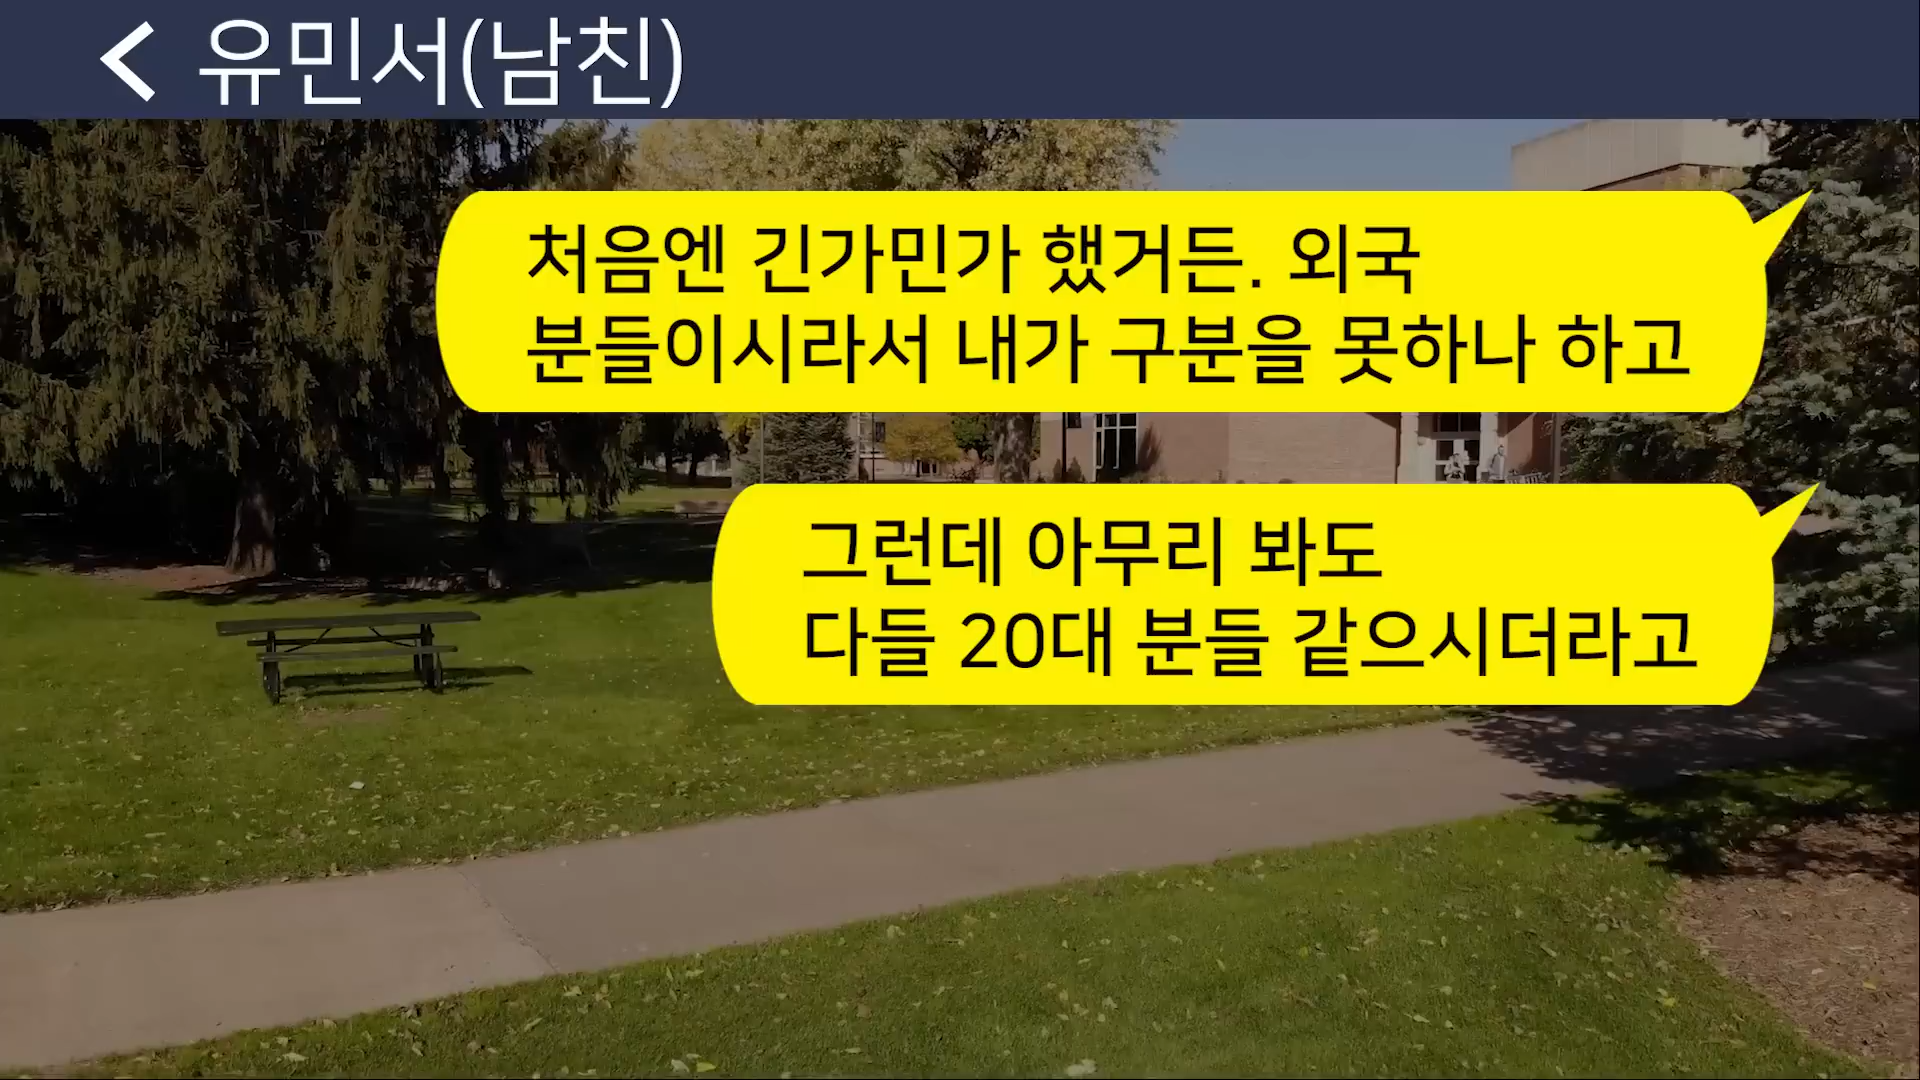 유민서(남친)
처음엔 긴가민가 했거든. 외국
분들이시라서 내가 구분을 못하나 하고
그런데 아무리 봐도
다들 20대 분들 같으시더라고